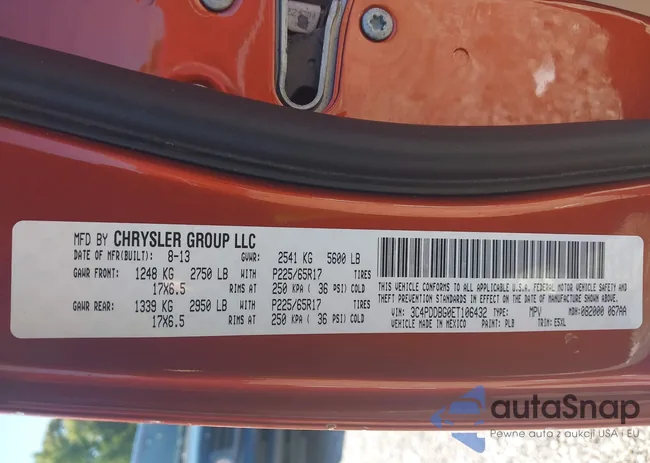 MFD BY CHRYSLER GROUP LLC
DATE OF MFR(BUILT): 8-13 GVWR: 2541 KG 5600 LB
GAWR FRONT: 1248 KG 2750 LB WITH P225/65R17 TIRES
17X6.5 RIMS AT 250 KPA ( 36 PSI) COLD
GAWR REAR: 1339 KG 2950 LB WITH P225/65R17 TIRES
17X6.5 RIMS AT 250 KPA ( 36 PSI) COLD
THIS VEHICLE CONFORMS TO ALL APPLICABLE U.S.A. FEDERAL MOTOR VEHICLE SAFETY AND
THEFT PREVENTION STANDARDS IN EFFECT ON THE DATE OF MANUFACTURE SHOWN ABOVE.
VIN: 3C4PDDBG0ET106432 TYPE: MPV MDH: 082000 067AA
VEHICLE MADE IN MEXICO PAINT: PLB TRIM: E5XL
autaSnap
Pewne auta z aukcji USA i EU